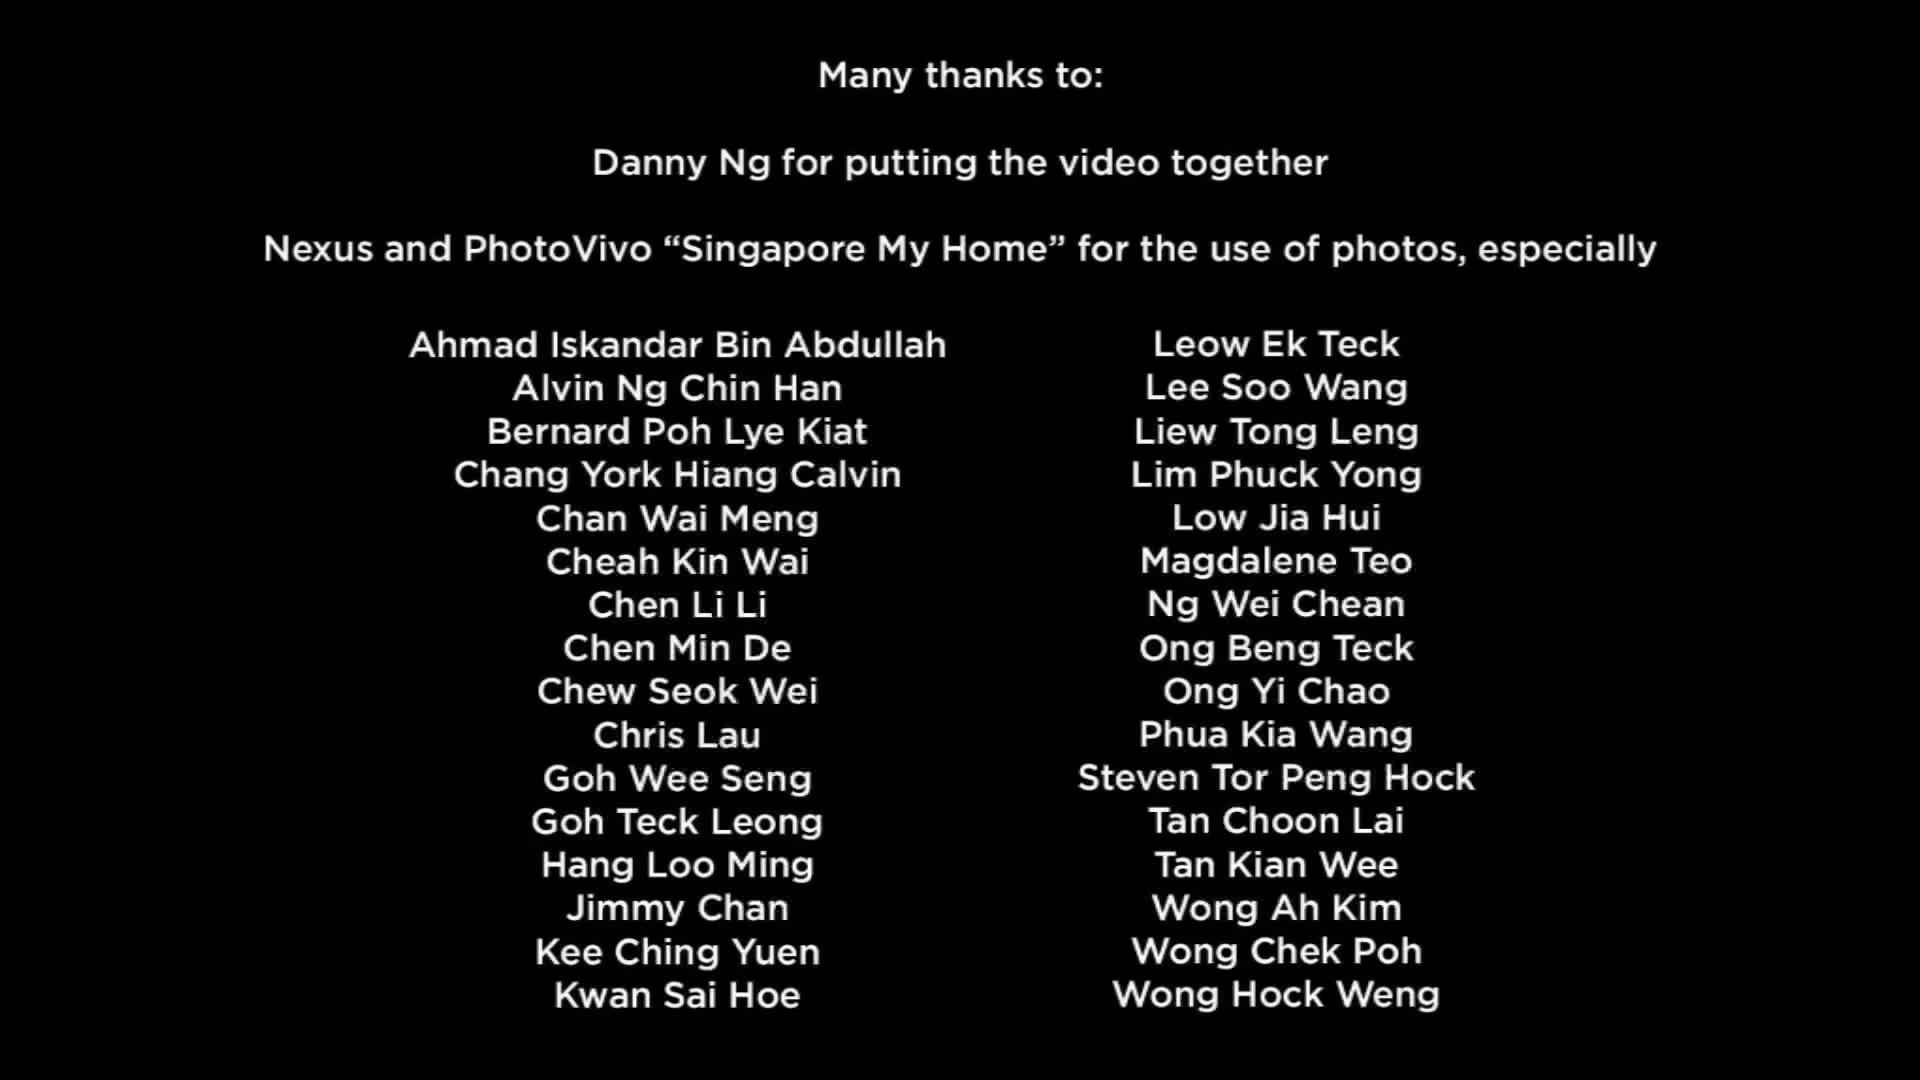 Many thanks to:
Danny Ng for putting the video together
Nexus and PhotoVivo “Singapore My Home” for the use of photos, especially
Ahmad Iskandar Bin Abdullah
Alvin Ng Chin Han
Bernard Poh Lye Kiat
Chang York Hiang Calvin
Chan Wai Meng
Cheah Kin Wai
Chen Li Li
Chen Min De
Chew Seok Wei
Chris Lau
Goh Wee Seng
Goh Teck Leong
Hang Loo Ming
Jimmy Chan
Kee Ching Yuen
Kwan Sai Hoe
Leow Ek Teck
Lee Soo Wang
Liew Tong Leng
Lim Phuck Yong
Low Jia Hui
Magdalene Teo
Ng Wei Chean
Ong Beng Teck
Ong Yi Chao
Phua Kia Wang
Steven Tor Peng Hock
Tan Choon Lai
Tan Kian Wee
Wong Ah Kim
Wong Chek Poh
Wong Hock Weng